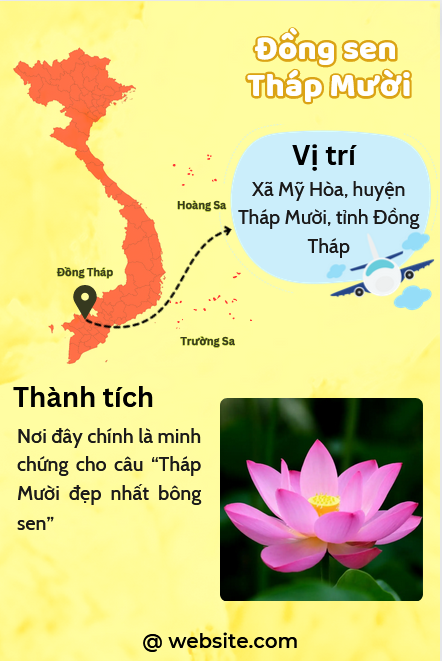 Đồng sen
Tháp Mười
Vị trí
Xã Mỹ Hòa, huyện
Tháp Mười, tỉnh Đồng
Tháp
Hoàng Sa
Đồng Tháp
Trường Sa
Thành tích
Nơi đây chính là minh
chứng cho câu “Tháp
Mười đẹp nhất bông
sen”
@ website.com